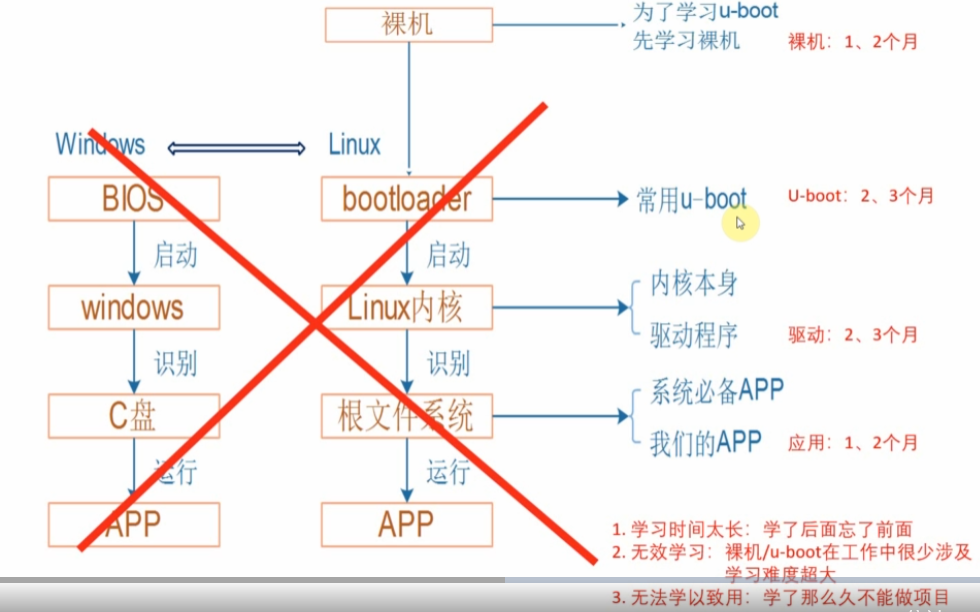 裸机
为了学习u-boot
先学习裸机
裸机：1、2个月
Windows
Linux
BIOS
bootloader
常用u-boot
U-boot：2、3个月
启动
启动
windows
Linux内核
内核本身
驱动程序
驱动：2、3个月
识别
识别
C盘
根文件系统
系统必备APP
我们的APP
应用：1、2个月
运行
运行
APP
APP
1. 学习时间太长：学了后面忘了前面
2. 无效学习：裸机/u-boot在工作中很少涉及
学习难度超大
3. 无法学以致用：学了那么久不能做项目